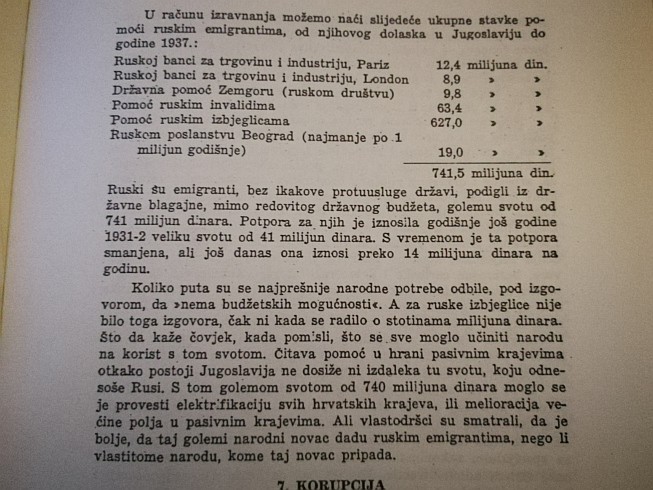 U računu izravnanja možemo naći slijedeće ukupne stavke po-
moći ruskim emigrantima, od njihovog dolaska u Jugoslaviju do
godine 1937.:
Ruskoj banci za trgovinu i industriju, Pariz 12,4 milijuna din.
Ruskoj banci za trgovinu i industriju, London 8,9 » »
Državna pomoć Zemgoru (ruskom društvu) 9,8 » »
Pomoć ruskim invalidima 63,4 » »
Pomoć ruskim izbjeglicama 627,0 » »
Ruskom poslanstvu Beograd (najmanje po 1
milijun godišnje) 19,0 » »
741,5 milijuna din.
Ruski su emigranti, bez ikakove protuusluge državi, podigli iz dr-
žavne blagajne, mimo redovitog državnog budžeta, golemu svotu od
741 milijun dinara. Potpora za njih je iznosila godišnje još godine
1931-2 veliku svotu od 41 milijun dinara. S vremenom je ta potpora
smanjena, ali još danas ona iznosi preko 14 milijuna dinara na
godinu.
Koliko puta su se najprešnije narodne potrebe odbile, pod izgo-
vorom, da »nema budžetskih mogućnosti«. A za ruske izbjeglice nije
bilo toga izgovora, čak ni kada se radilo o stotinama milijuna dinara.
Što da kaže čovjek, kada pomisli, što se sve moglo učiniti narodu
na korist s tom svotom. Čitava pomoć u hrani pasivnim krajevima
otkako postoji Jugoslavija ne dosiže ni izdaleka tu svotu, koju odne-
soše Rusi. S tom golemom svotom od 740 milijuna dinara moglo se
je provesti elektrifikaciju svih hrvatskih krajeva, ili melioracija ve-
ćine polja u pasivnim krajevima. Ali vlastodršci su smatrali, da je
bolje, da taj golemi narodni novac dadu ruskim emigrantima, nego li
vlastitome narodu, kome taj novac pripada.
7. KORUPCIJA